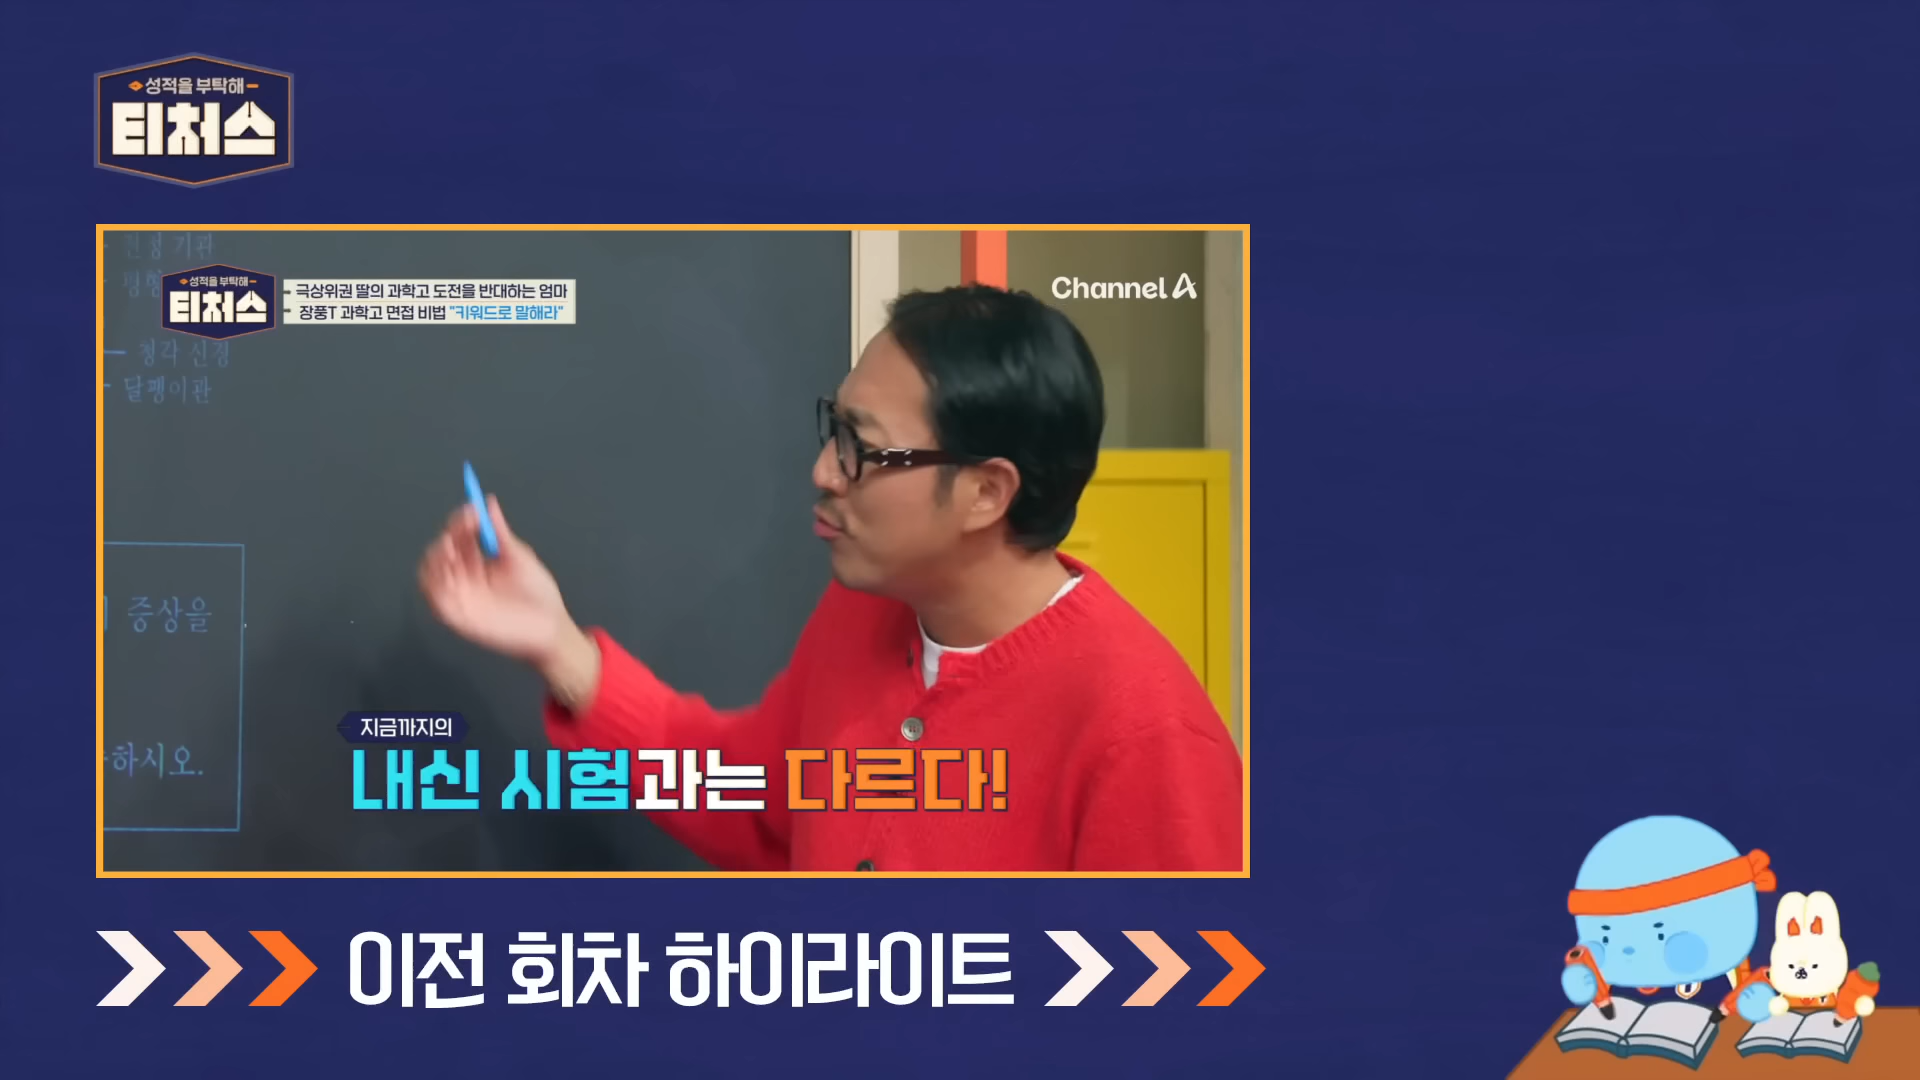 성적을 부탁해
티처스
전정 기관
성적을 부탁해
티처스
극상위권 딸의 과학고 도전을 반대하는 엄마
장풍T 과학고 면접 비법 "키워드로 말해라"
Channel A
청각 신경
달팽이관
증상을
하시오.
지금까지의
내신 시험과는 다르다!
이전 회차 하이라이트